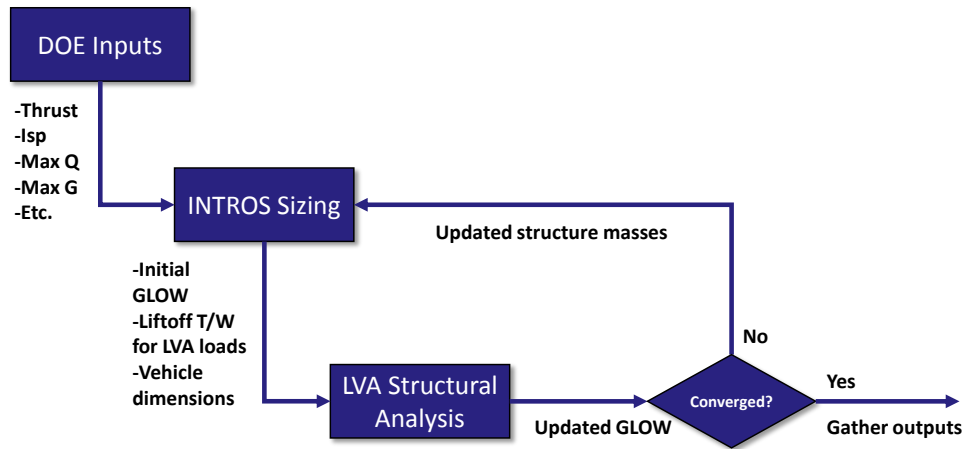 DOE Inputs
-Thrust
-Isp
-Max Q
-Max G
-Etc.
INTROS Sizing
Updated structure masses
-Initial
GLOW
-Liftoff T/W
for LVA loads
-Vehicle
dimensions
No
LVA Structural
Analysis
Converged?
Yes
Updated GLOW
Gather outputs